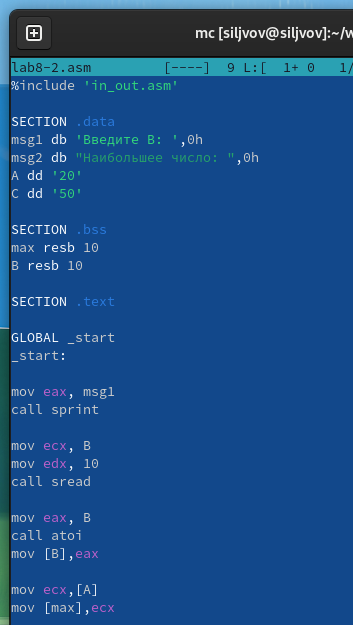 mc [siljvov@siljvov]:~/w
lab8-2.asm [----] 9 L:[ 1+ 0 1/
%include 'in_out.asm'
SECTION .data
msg1 db 'Введите B: ',0h
msg2 db "Наибольшее число: ",0h
A dd '20'
C dd '50'
SECTION .bss
max resb 10
B resb 10
SECTION .text
GLOBAL _start
_start:
mov eax, msg1
call sprint
mov ecx, B
mov edx, 10
call sread
mov eax, B
call atoi
mov [B],eax
mov ecx,[A]
mov [max],ecx